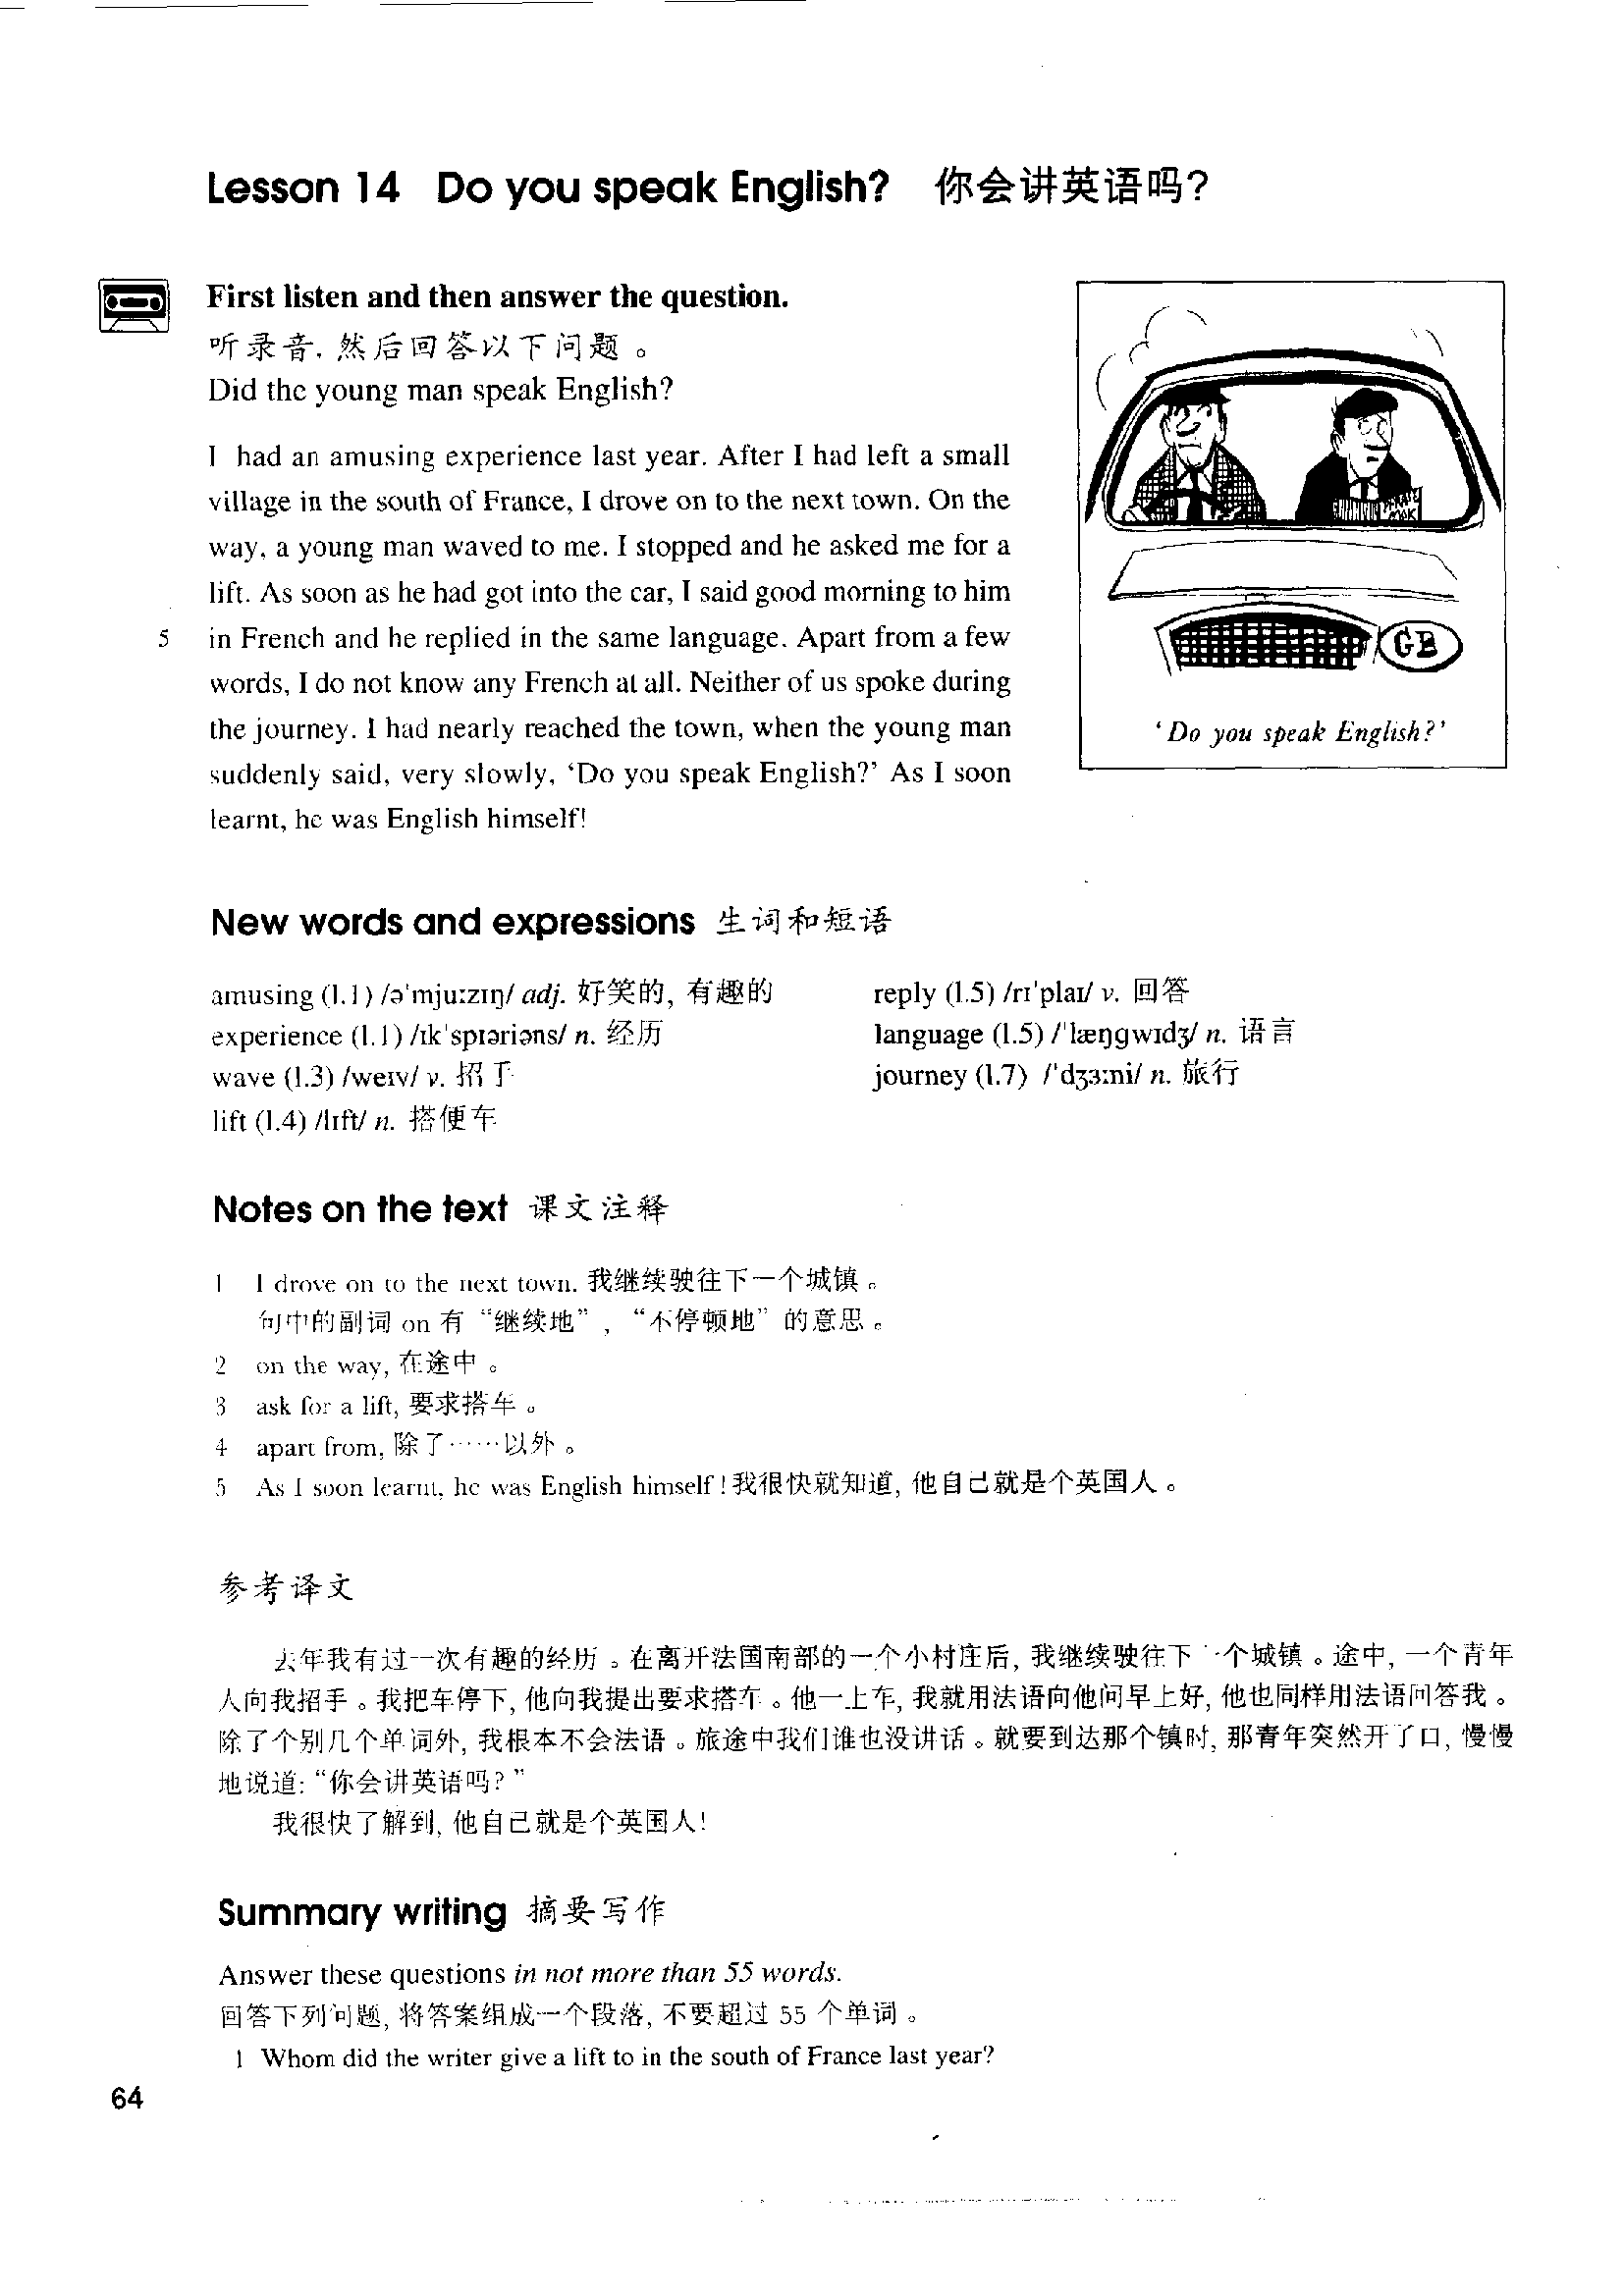 Lesson 14 Do you speak English? 你会讲英语吗?
First listen and then answer the question.
听录音, 然后回答以下问题。
Did the young man speak English?
I had an amusing experience last year. After I had left a small
village in the south of France, I drove on to the next town. On the
way, a young man waved to me. I stopped and he asked me for a
lift. As soon as he had got into the car, I said good morning to him
5 in French and he replied in the same language. Apart from a few
words, I do not know any French at all. Neither of us spoke during
the journey. I had nearly reached the town, when the young man
suddenly said, very slowly, ‘Do you speak English?’ As I soon
learnt, he was English himself!
GB
‘Do you speak English?’
New words and expressions 生词和短语
amusing (l.1) /əˈmjuːzɪŋ/ adj. 好笑的, 有趣的
experience (l.1) /ɪkˈspɪəriəns/ n. 经历
wave (l.3) /weɪv/ v. 招手
lift (l.4) /lɪft/ n. 搭便车
reply (l.5) /rɪˈplaɪ/ v. 回答
language (l.5) /ˈlæŋgwɪdʒ/ n. 语言
journey (l.7) /ˈdʒɜːni/ n. 旅行
Notes on the text 课文注释
1 I drove on to the next town. 我继续驶往下一个城镇。
句中的副词 on 有“继续地”, “不停顿地”的意思。
2 on the way, 在途中。
3 ask for a lift, 要求搭车。
4 apart from, 除了……以外。
5 As I soon learnt, he was English himself! 我很快就知道, 他自己就是个英国人。
参考译文
去年我有过一次有趣的经历。在离开法国南部的一个小村庄后, 我继续驶往下一个城镇。途中, 一个青年
人向我招手。我把车停下, 他向我提出要求搭车。他一上车, 我就用法语向他问早上好, 他也同样用法语回答我。
除了个别几个单词外, 我根本不会法语。旅途中我们谁也没讲话。就要到达那个镇时, 那青年突然开了口, 慢慢
地说道: “你会讲英语吗?”
我很快了解到, 他自己就是个英国人!
Summary writing 摘要写作
Answer these questions in not more than 55 words.
回答下列问题, 将答案组成一个段落, 不要超过 55 个单词。
1 Whom did the writer give a lift to in the south of France last year?
64